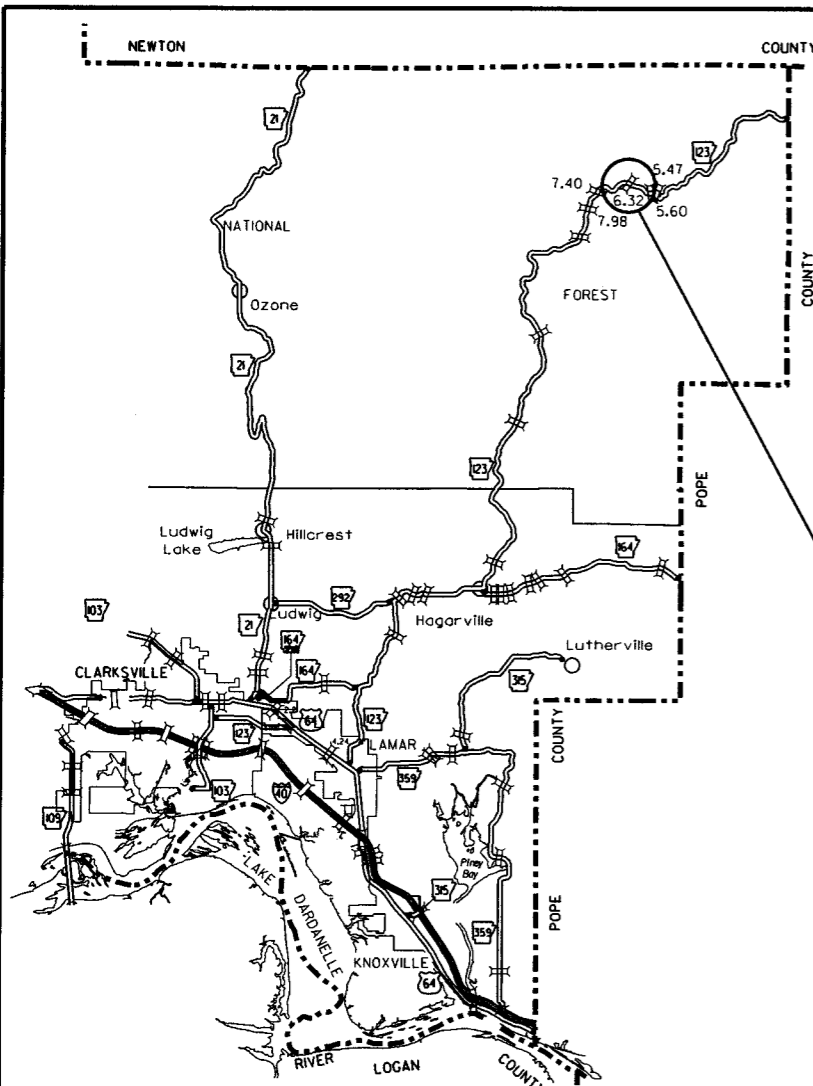 NEWTON COUNTY
21
123
5.47
7.40
6.32
5.60
7.98
NATIONAL
COUNTY
Ozone
FOREST
21
123
POPE
Ludwig
Lake
Hillcrest
164
103
292
Ludwig
Hagarville
21
164
Lutherville
164
CLARKSVILLE
315
64
123
123
COUNTY
4.24
LAMAR
359
103
40
109
Piney
Bay
LAKE
315
DARDANELLE
359
POPE
KNOXVILLE
64
RIVER
LOGAN
COUNTY